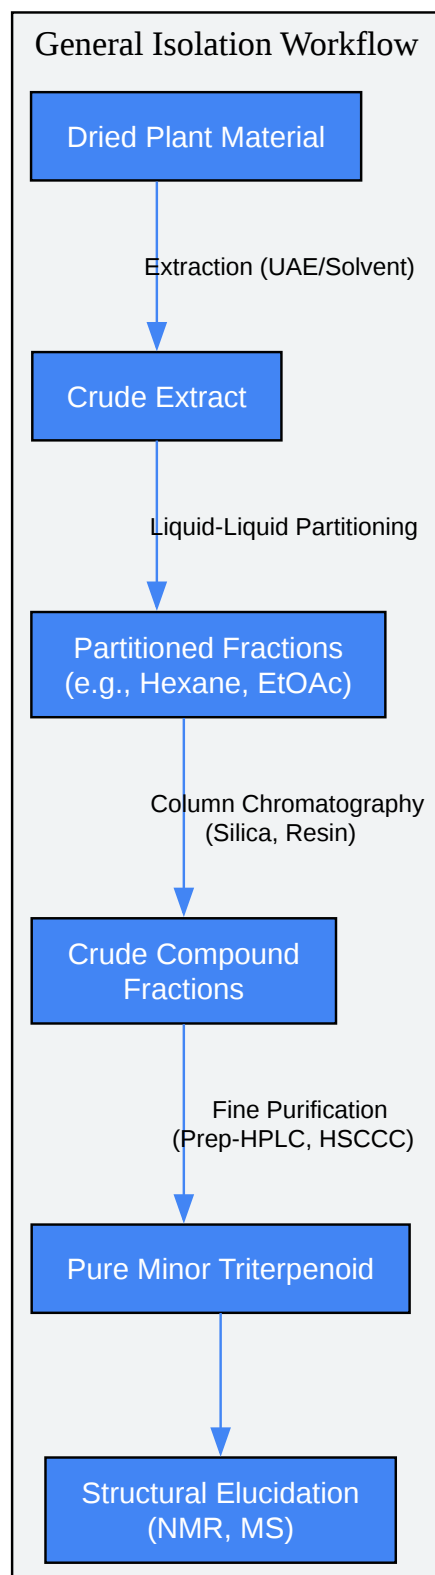 General Isolation Workflow
Dried Plant Material
Extraction (UAE/Solvent)
Crude Extract
Liquid-Liquid Partitioning
Partitioned Fractions
(e.g., Hexane, EtOAc)
Column Chromatography
(Silica, Resin)
Crude Compound
Fractions
Fine Purification
(Prep-HPLC, HSCCC)
Pure Minor Triterpenoid
Structural Elucidation
(NMR, MS)